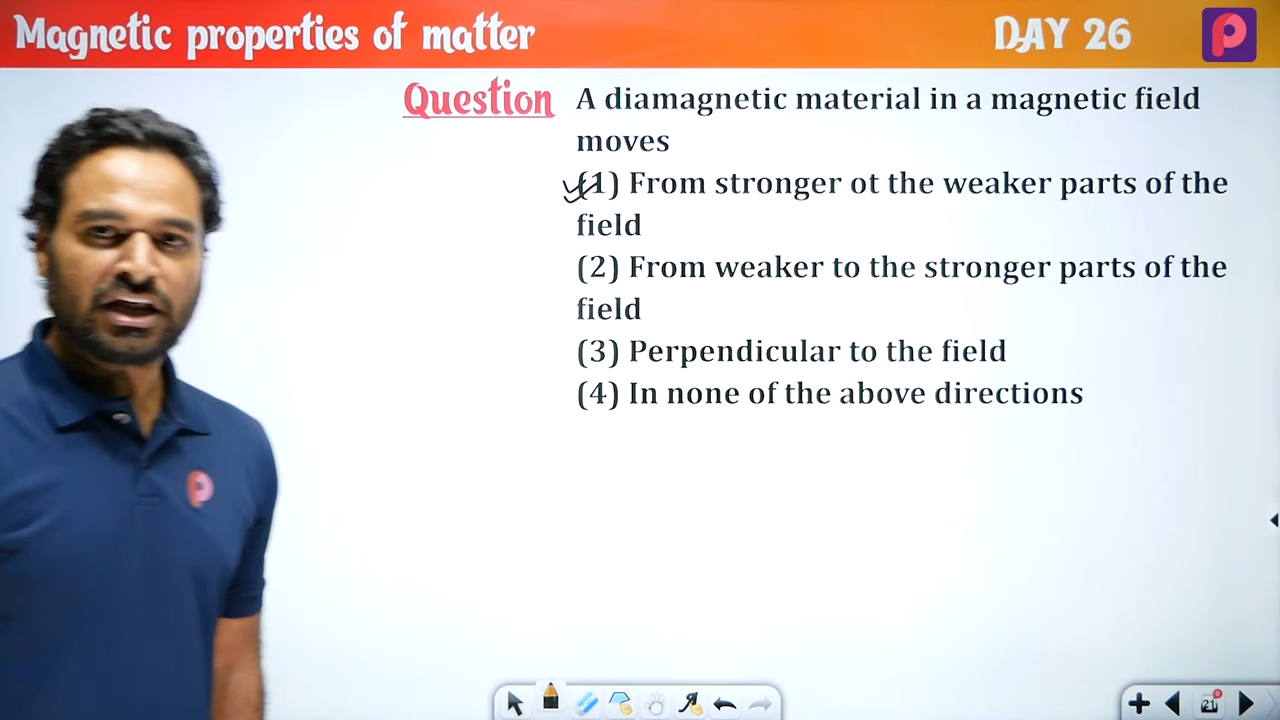 Magnetic properties of matter
DAY 26
Question
A diamagnetic material in a magnetic field
moves
(1) From stronger ot the weaker parts of the
field
(2) From weaker to the stronger parts of the
field
(3) Perpendicular to the field
(4) In none of the above directions
21